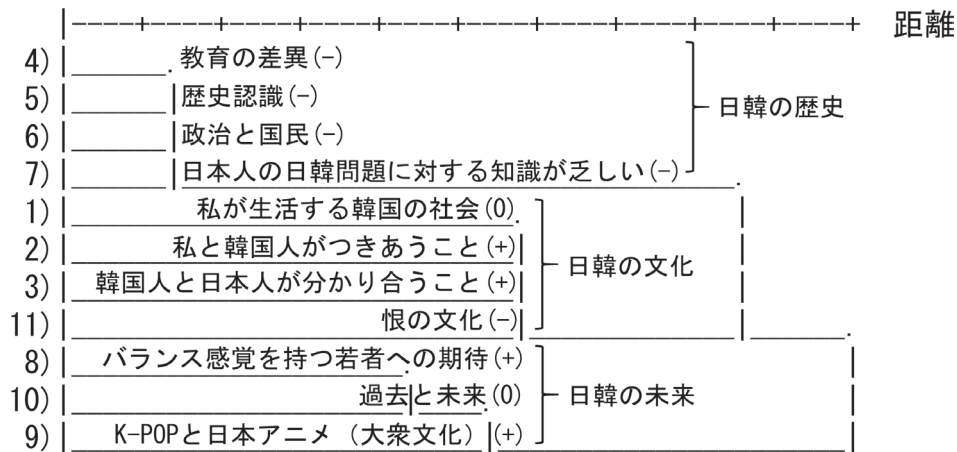 距離
4) 教育の差異(-)
5) 歴史認識(-)
6) 政治と国民(-)
7) 日本人の日韓問題に対する知識が乏しい(-)
日韓の歴史
1) 私が生活する韓国の社会(0)
2) 私と韓国人がつきあうこと(+)
3) 韓国人と日本人が分かり合うこと(+)
11) 恨の文化(-)
日韓の文化
8) バランス感覚を持つ若者への期待(+)
10) 過去と未来(0)
9) K-POPと日本アニメ（大衆文化）(+)
日韓の未来